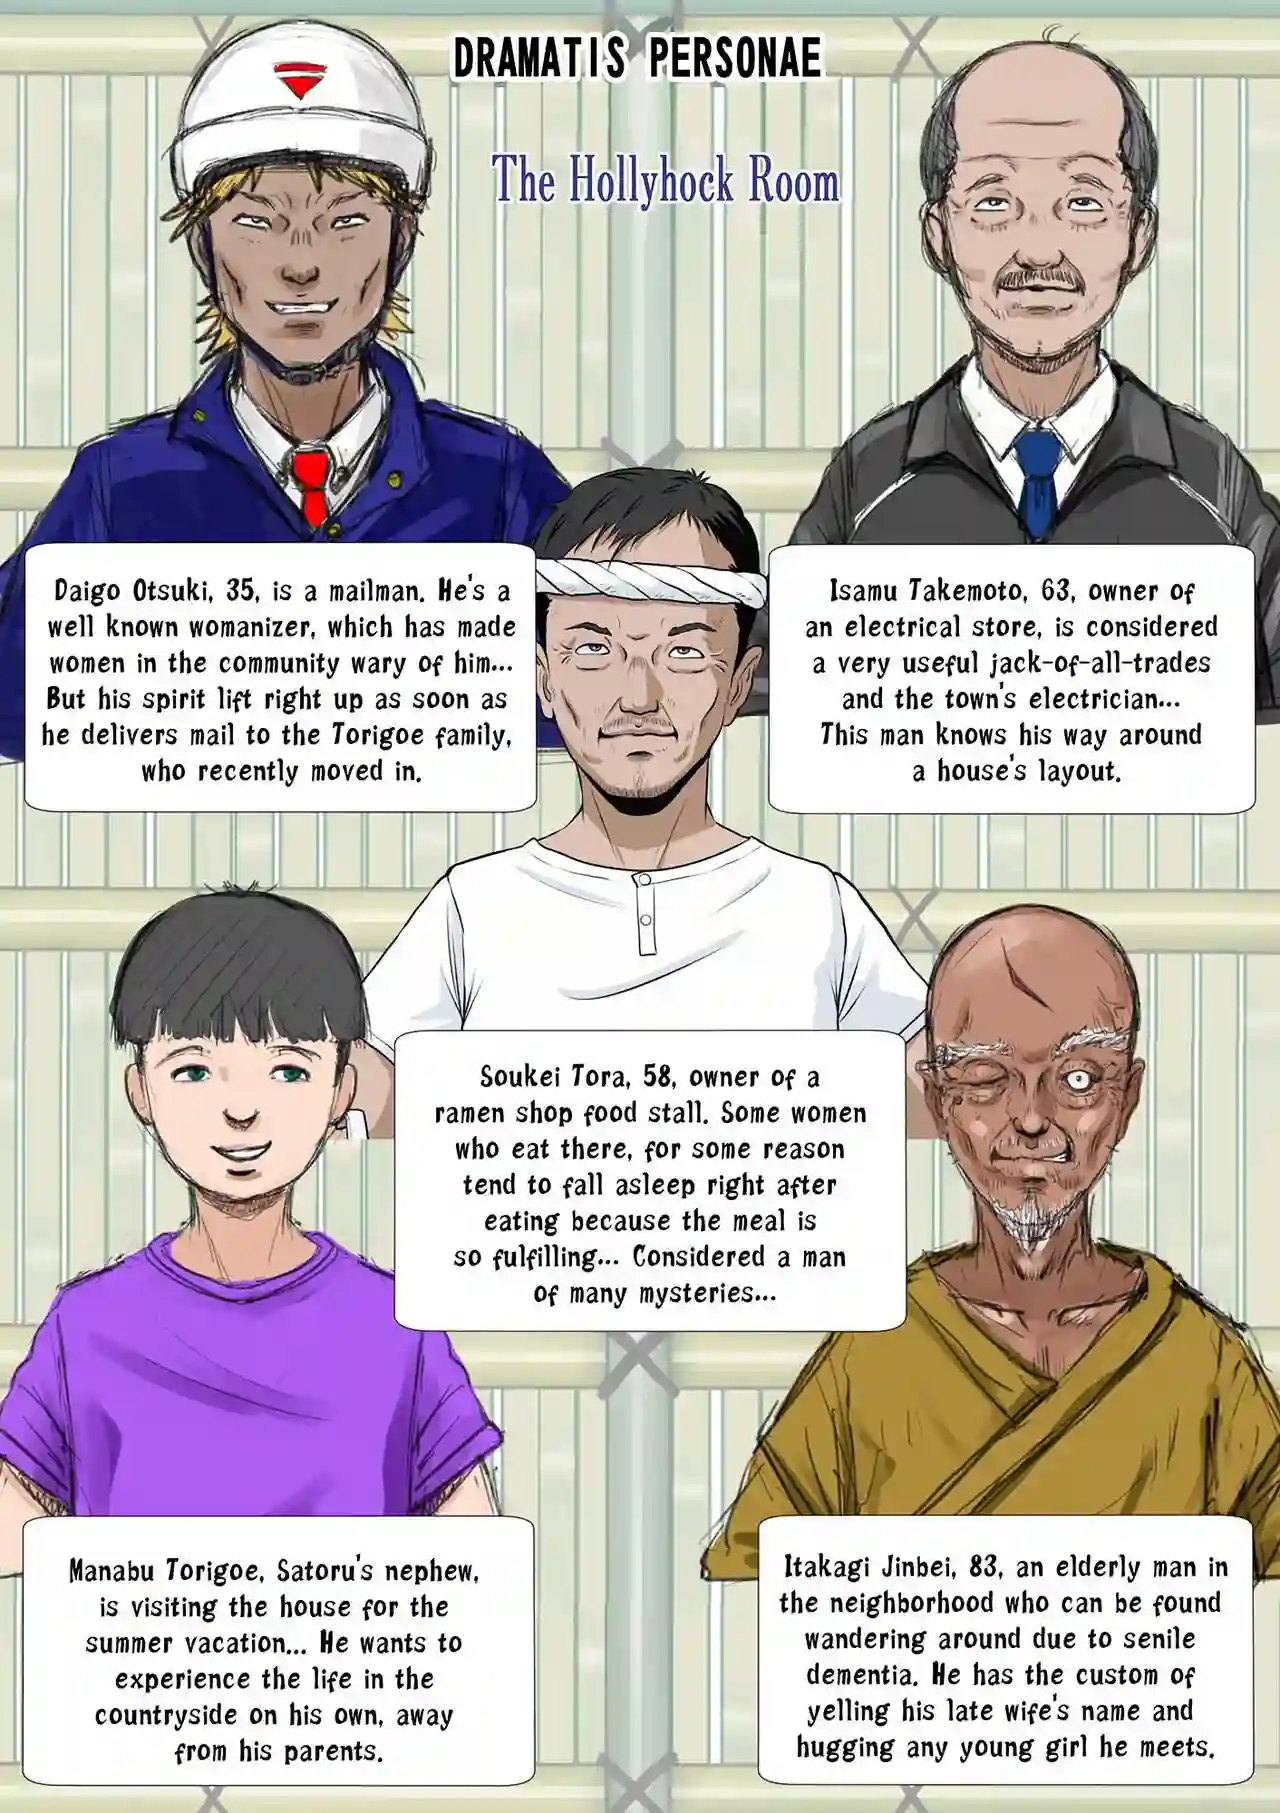 DRAMATIS PERSONAE
The Hollyhock Room
Daigo Otsuki, 35, is a mailman. He's a
well known womanizer, which has made
women in the community wary of him...
But his spirit lift right up as soon as
he delivers mail to the Torigoe family,
who recently moved in.
Isamu Takemoto, 63, owner of
an electrical store, is considered
a very useful jack-of-all-trades
and the town's electrician...
This man knows his way around
a house's layout.
Soukei Tora, 58, owner of a
ramen shop food stall. Some women
who eat there, for some reason
tend to fall asleep right after
eating because the meal is
so fulfilling... Considered a man
of many mysteries...
Manabu Torigoe, Satoru's nephew,
is visiting the house for the
summer vacation... He wants to
experience the life in the
countryside on his own, away
from his parents.
Itakagi Jinbei, 83, an elderly man in
the neighborhood who can be found
wandering around due to senile
dementia. He has the custom of
yelling his late wife's name and
hugging any young girl he meets.